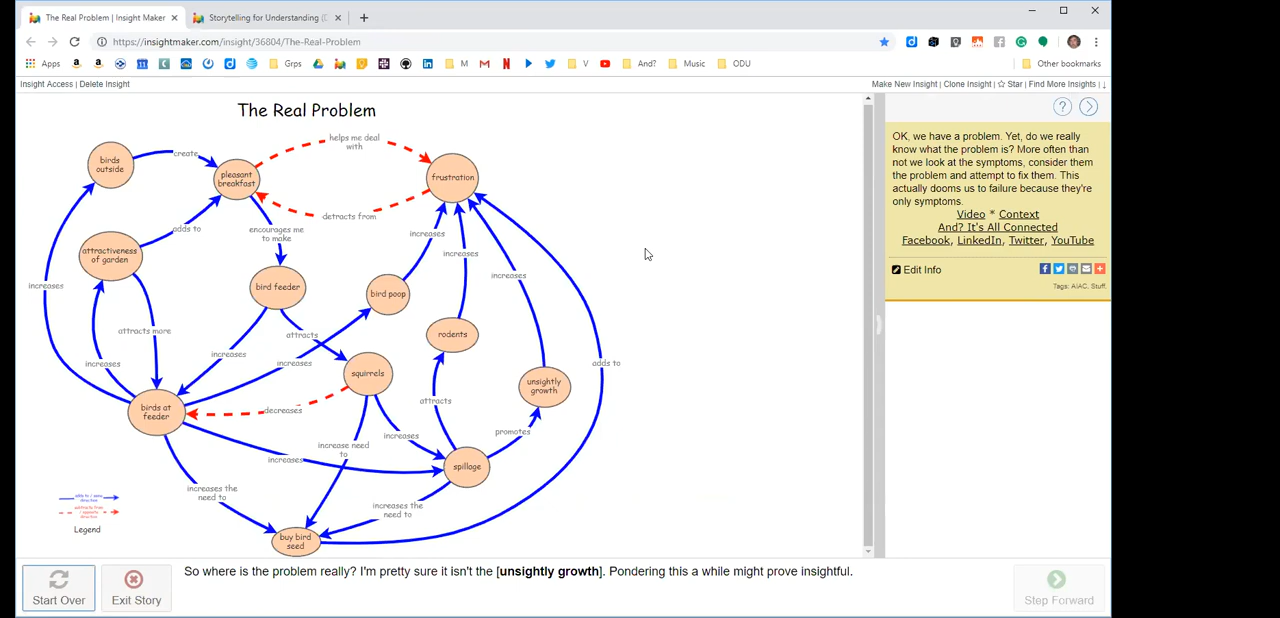 The Real Problem | Insight Maker
Storytelling for Understanding (
https://insightmaker.com/insight/36804/The-Real-Problem
Apps
Grps
M
V
And?
Music
ODU
Other bookmarks
Insight Access | Delete Insight
Make New Insight | Clone Insight | Star | Find More Insights |
The Real Problem
birds
outside
create
pleasant
breakfast
helps me deal
with
frustration
detracts from
adds to
attractiveness
of garden
encourages me
to make
increases
increases
increases
increases
bird feeder
bird poop
attracts more
attracts
rodents
increases
increases
increases
squirrels
adds to
unsightly
growth
birds at
feeder
decreases
attracts
increases
promotes
increase need
to
increases
spillage
increases the
need to
increases the
need to
buy bird
seed
adds to / same
direction
subtracts from
/ opposite
direction
Legend
OK, we have a problem. Yet, do we really
know what the problem is? More often than
not we look at the symptoms, consider them
the problem and attempt to fix them. This
actually dooms us to failure because they're
only symptoms.
Video * Context
And? It's All Connected
Facebook, LinkedIn, Twitter, YouTube
Edit Info
Tags: AIAC, Stuff,
Start Over
Exit Story
So where is the problem really? I'm pretty sure it isn't the [unsightly growth]. Pondering this a while might prove insightful.
Step Forward